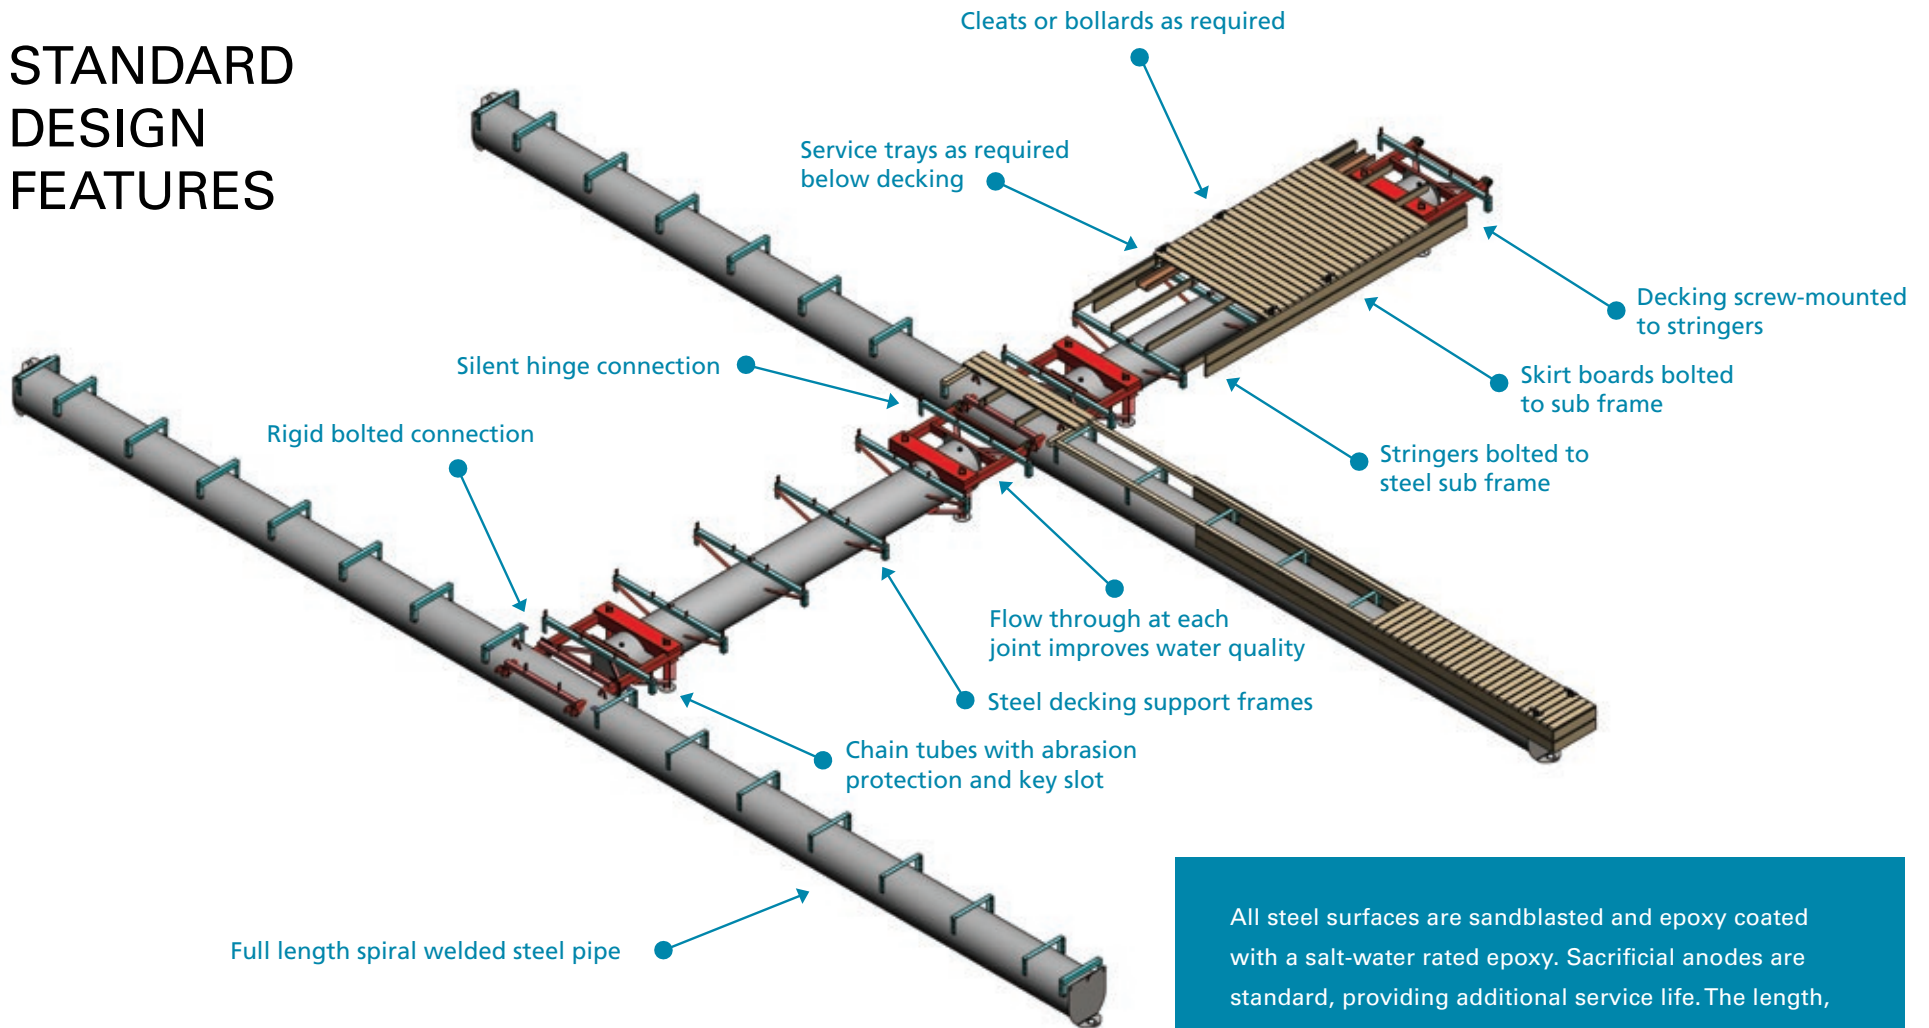 STANDARD
DESIGN
FEATURES
Cleats or bollards as required
Service trays as required
below decking
Decking screw-mounted
to stringers
Silent hinge connection
Skirt boards bolted
to sub frame
Rigid bolted connection
Stringers bolted to
steel sub frame
Flow through at each
joint improves water quality
Steel decking support frames
Chain tubes with abrasion
protection and key slot
Full length spiral welded steel pipe
All steel surfaces are sandblasted and epoxy coated
with a salt-water rated epoxy. Sacrificial anodes are
standard, providing additional service life. The length,